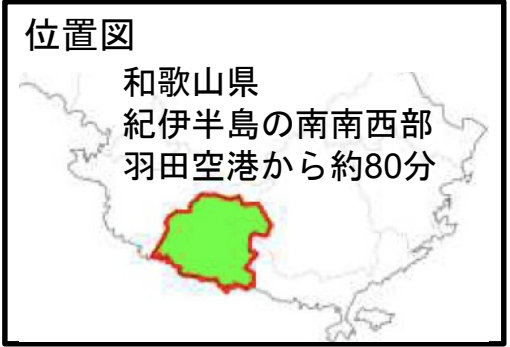 位置図
和歌山県
紀伊半島の南南西部
羽田空港から約80分